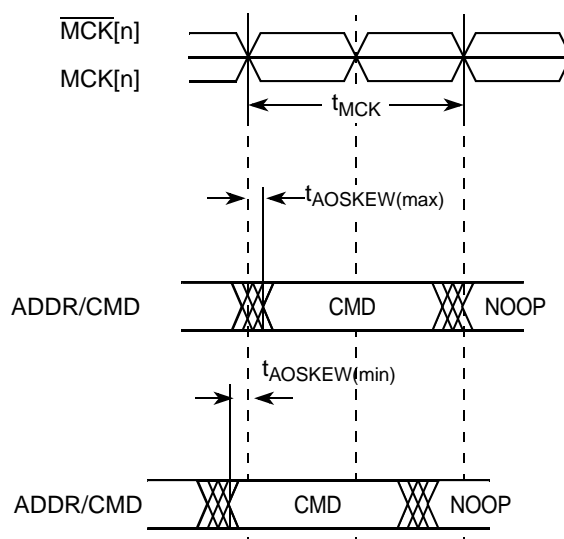 MCK[n]
MCK[n]
tMCK
tAOSKEW(max)
ADDR/CMD
CMD
NOOP
tAOSKEW(min)
ADDR/CMD
CMD
NOOP